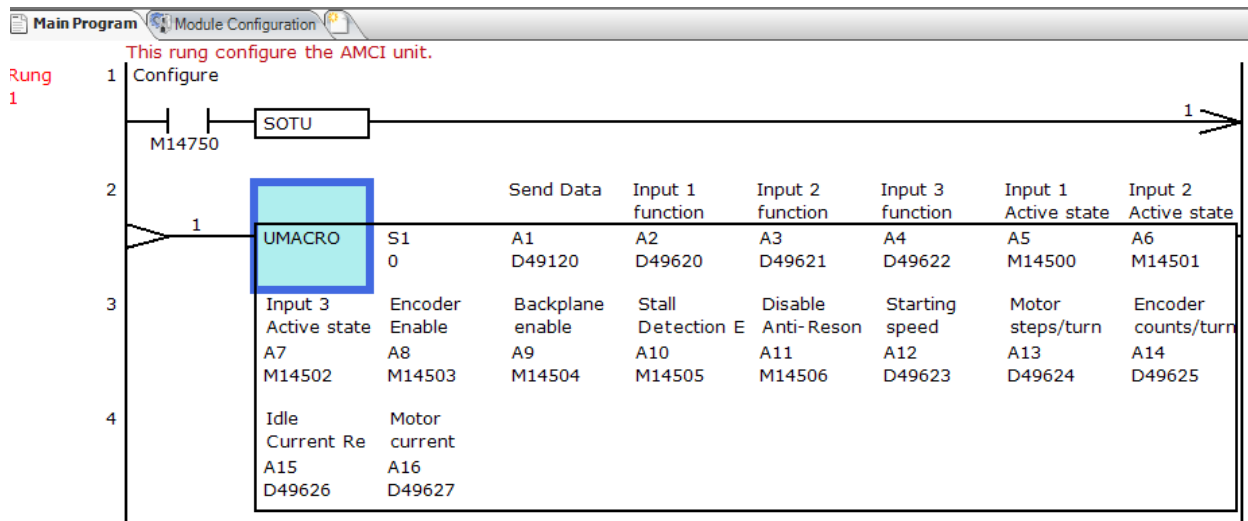 Main Program Module Configuration
This rung configure the AMCI unit.
Rung 1 Configure
1
SOTU 1
M14750
2 Send Data Input 1 Input 2 Input 3 Input 1 Input 2
function function function Active state Active state
1 UMACRO S1 A1 A2 A3 A4 A5 A6
0 D49120 D49620 D49621 D49622 M14500 M14501
3 Input 3 Encoder Backplane Stall Disable Starting Motor Encoder
Active state Enable enable Detection E Anti-Reson speed steps/turn counts/turn
A7 A8 A9 A10 A11 A12 A13 A14
M14502 M14503 M14504 M14505 M14506 D49623 D49624 D49625
4 Idle Motor
Current Re current
A15 A16
D49626 D49627